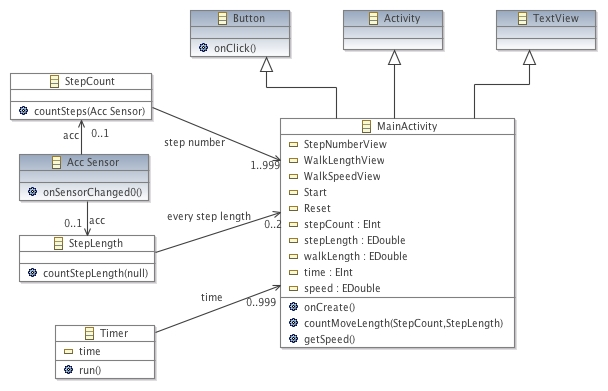 Button
onClick()
Activity
TextView
StepCount
countSteps(Acc Sensor)
acc
0..1
step number
1..999
Acc Sensor
onSensorChanged0()
0..1
acc
every step length
0..2
StepLength
countStepLength(null)
time
0..999
Timer
time
run()
MainActivity
StepNumberView
WalkLengthView
WalkSpeedView
Start
Reset
stepCount : EInt
stepLength : EDouble
walkLength : EDouble
time : EInt
speed : EDouble
onCreate()
countMoveLength(StepCount,StepLength)
getSpeed()